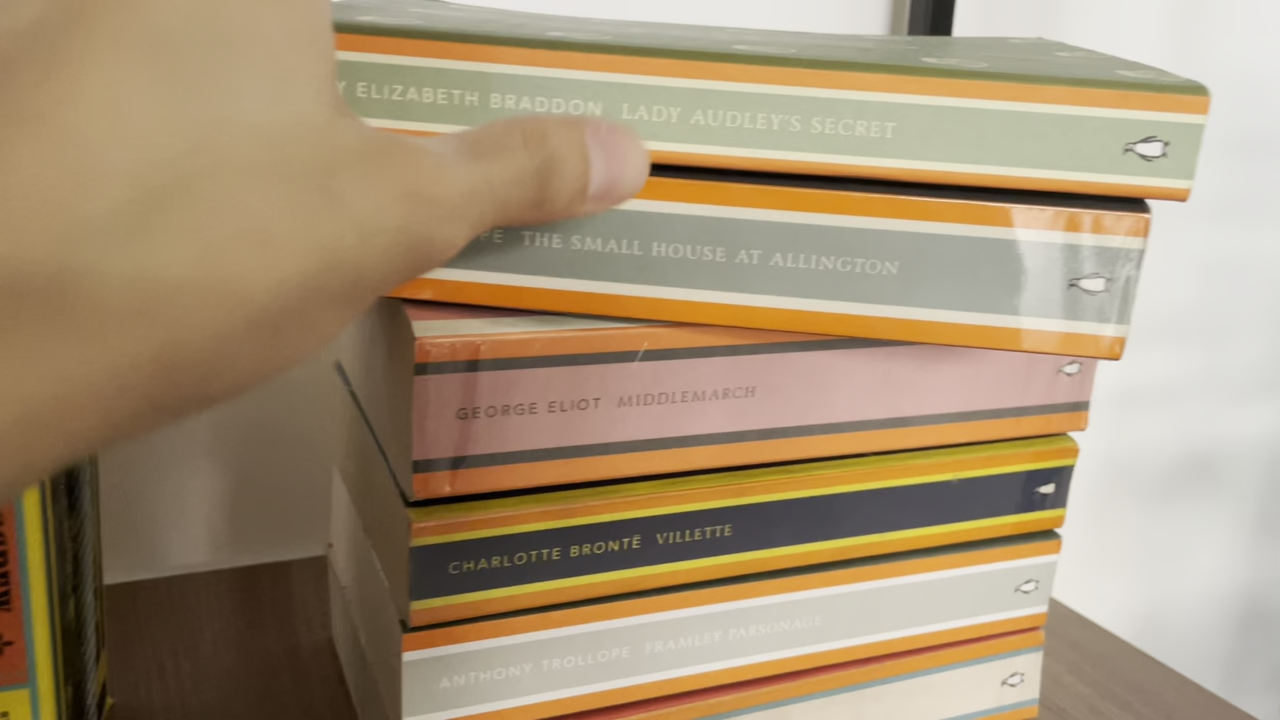 Y ELIZABETH BRADDON LADY AUDLEY'S SECRET
PE THE SMALL HOUSE AT ALLINGTON
GEORGE ELIOT MIDDLEMARCH
CHARLOTTE BRONTË VILLETTE
ANTHONY TROLLOPE FRAMLEY PARSONAGE